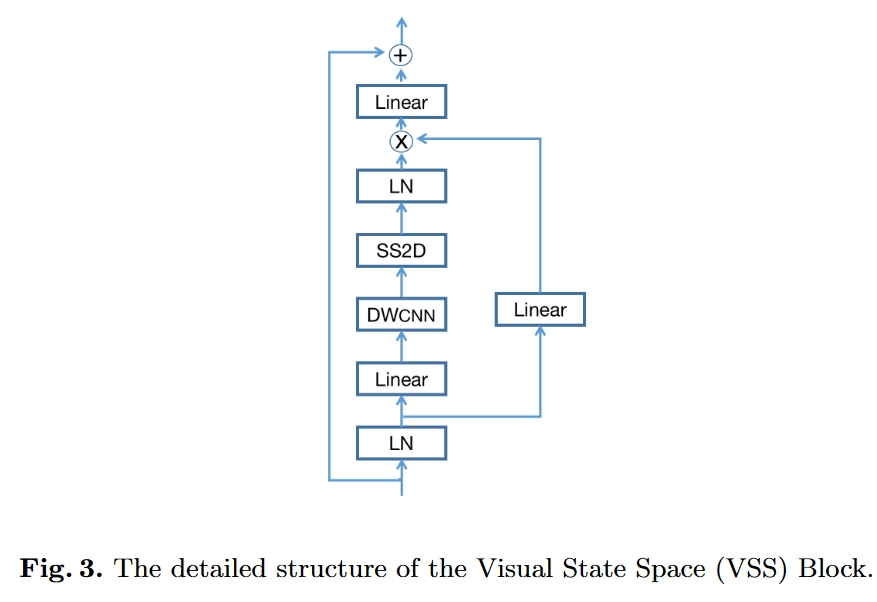 +
Linear
X
LN
SS2D
DWCNN
Linear
Linear
LN
Fig. 3. The detailed structure of the Visual State Space (VSS) Block.